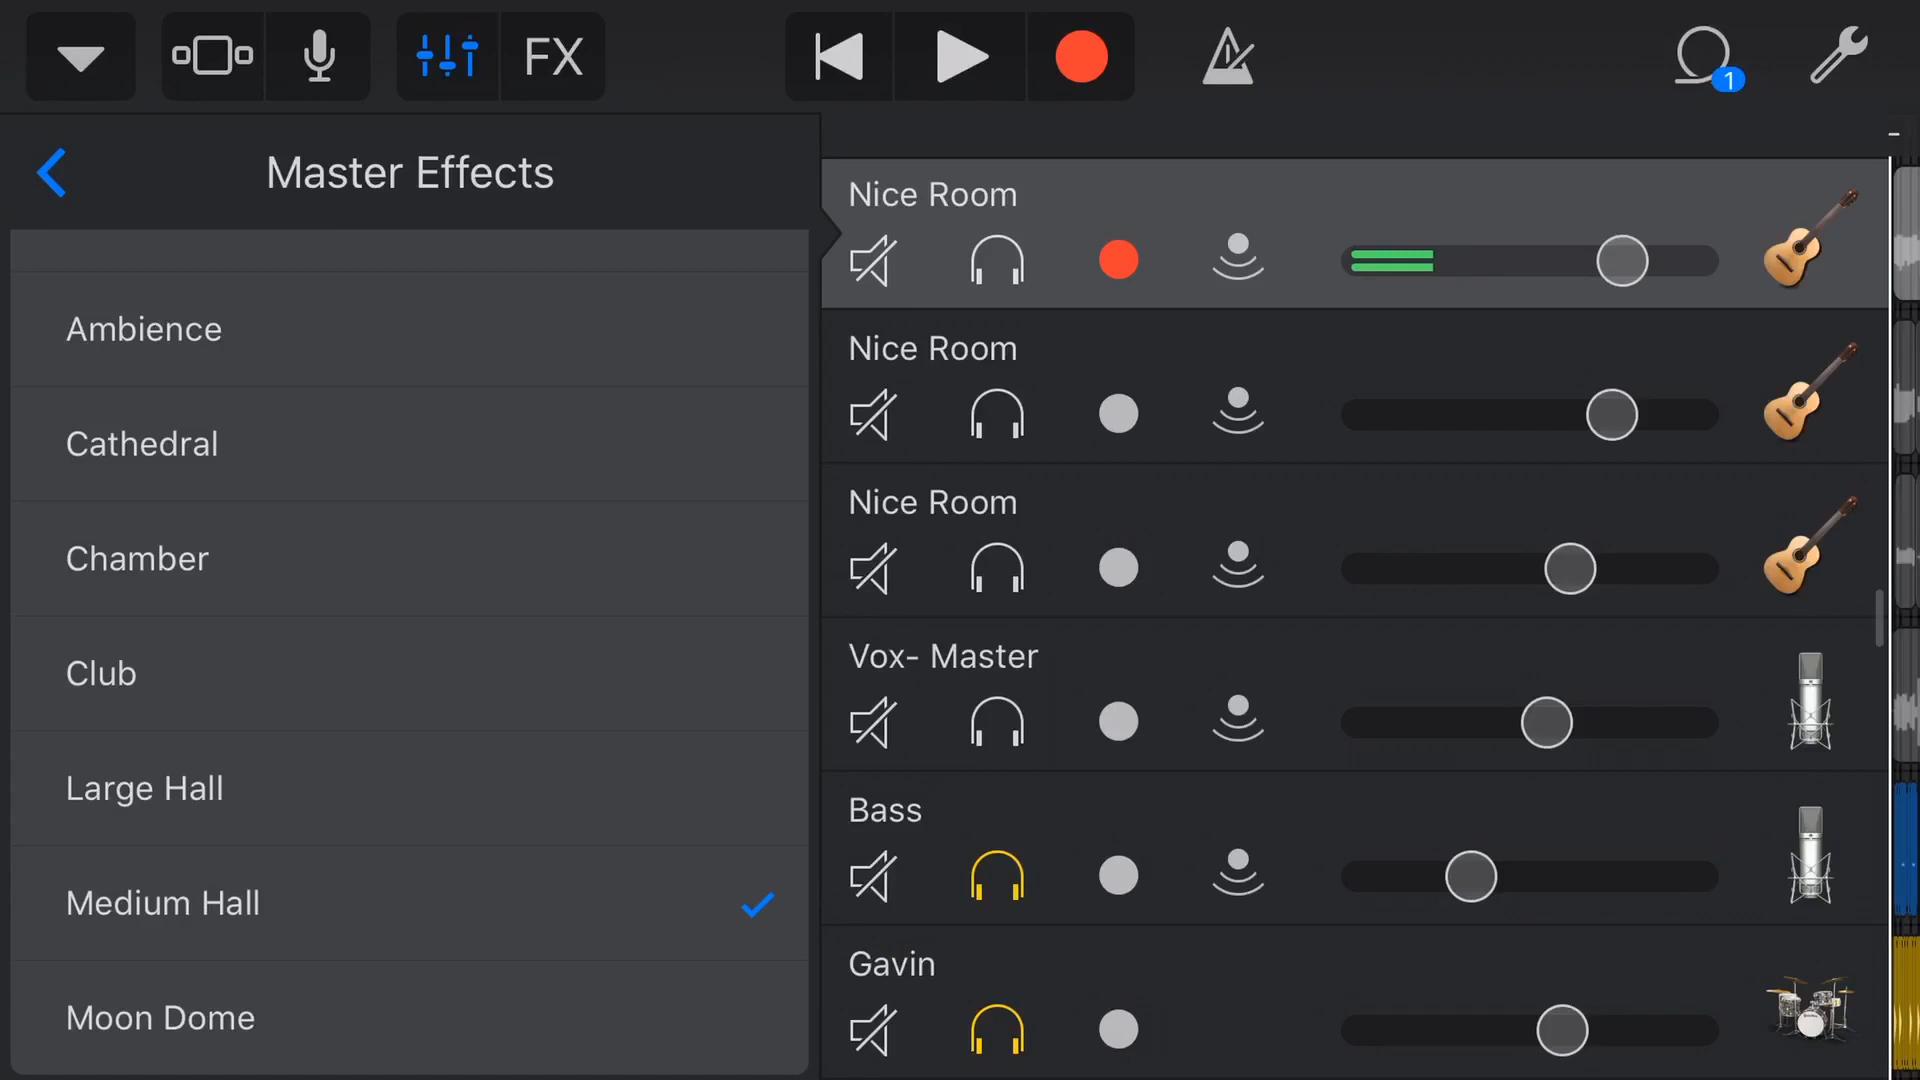 FX
1
Master Effects
Ambience
Cathedral
Chamber
Club
Large Hall
Medium Hall
Moon Dome
Nice Room
Nice Room
Nice Room
Vox- Master
Bass
Gavin